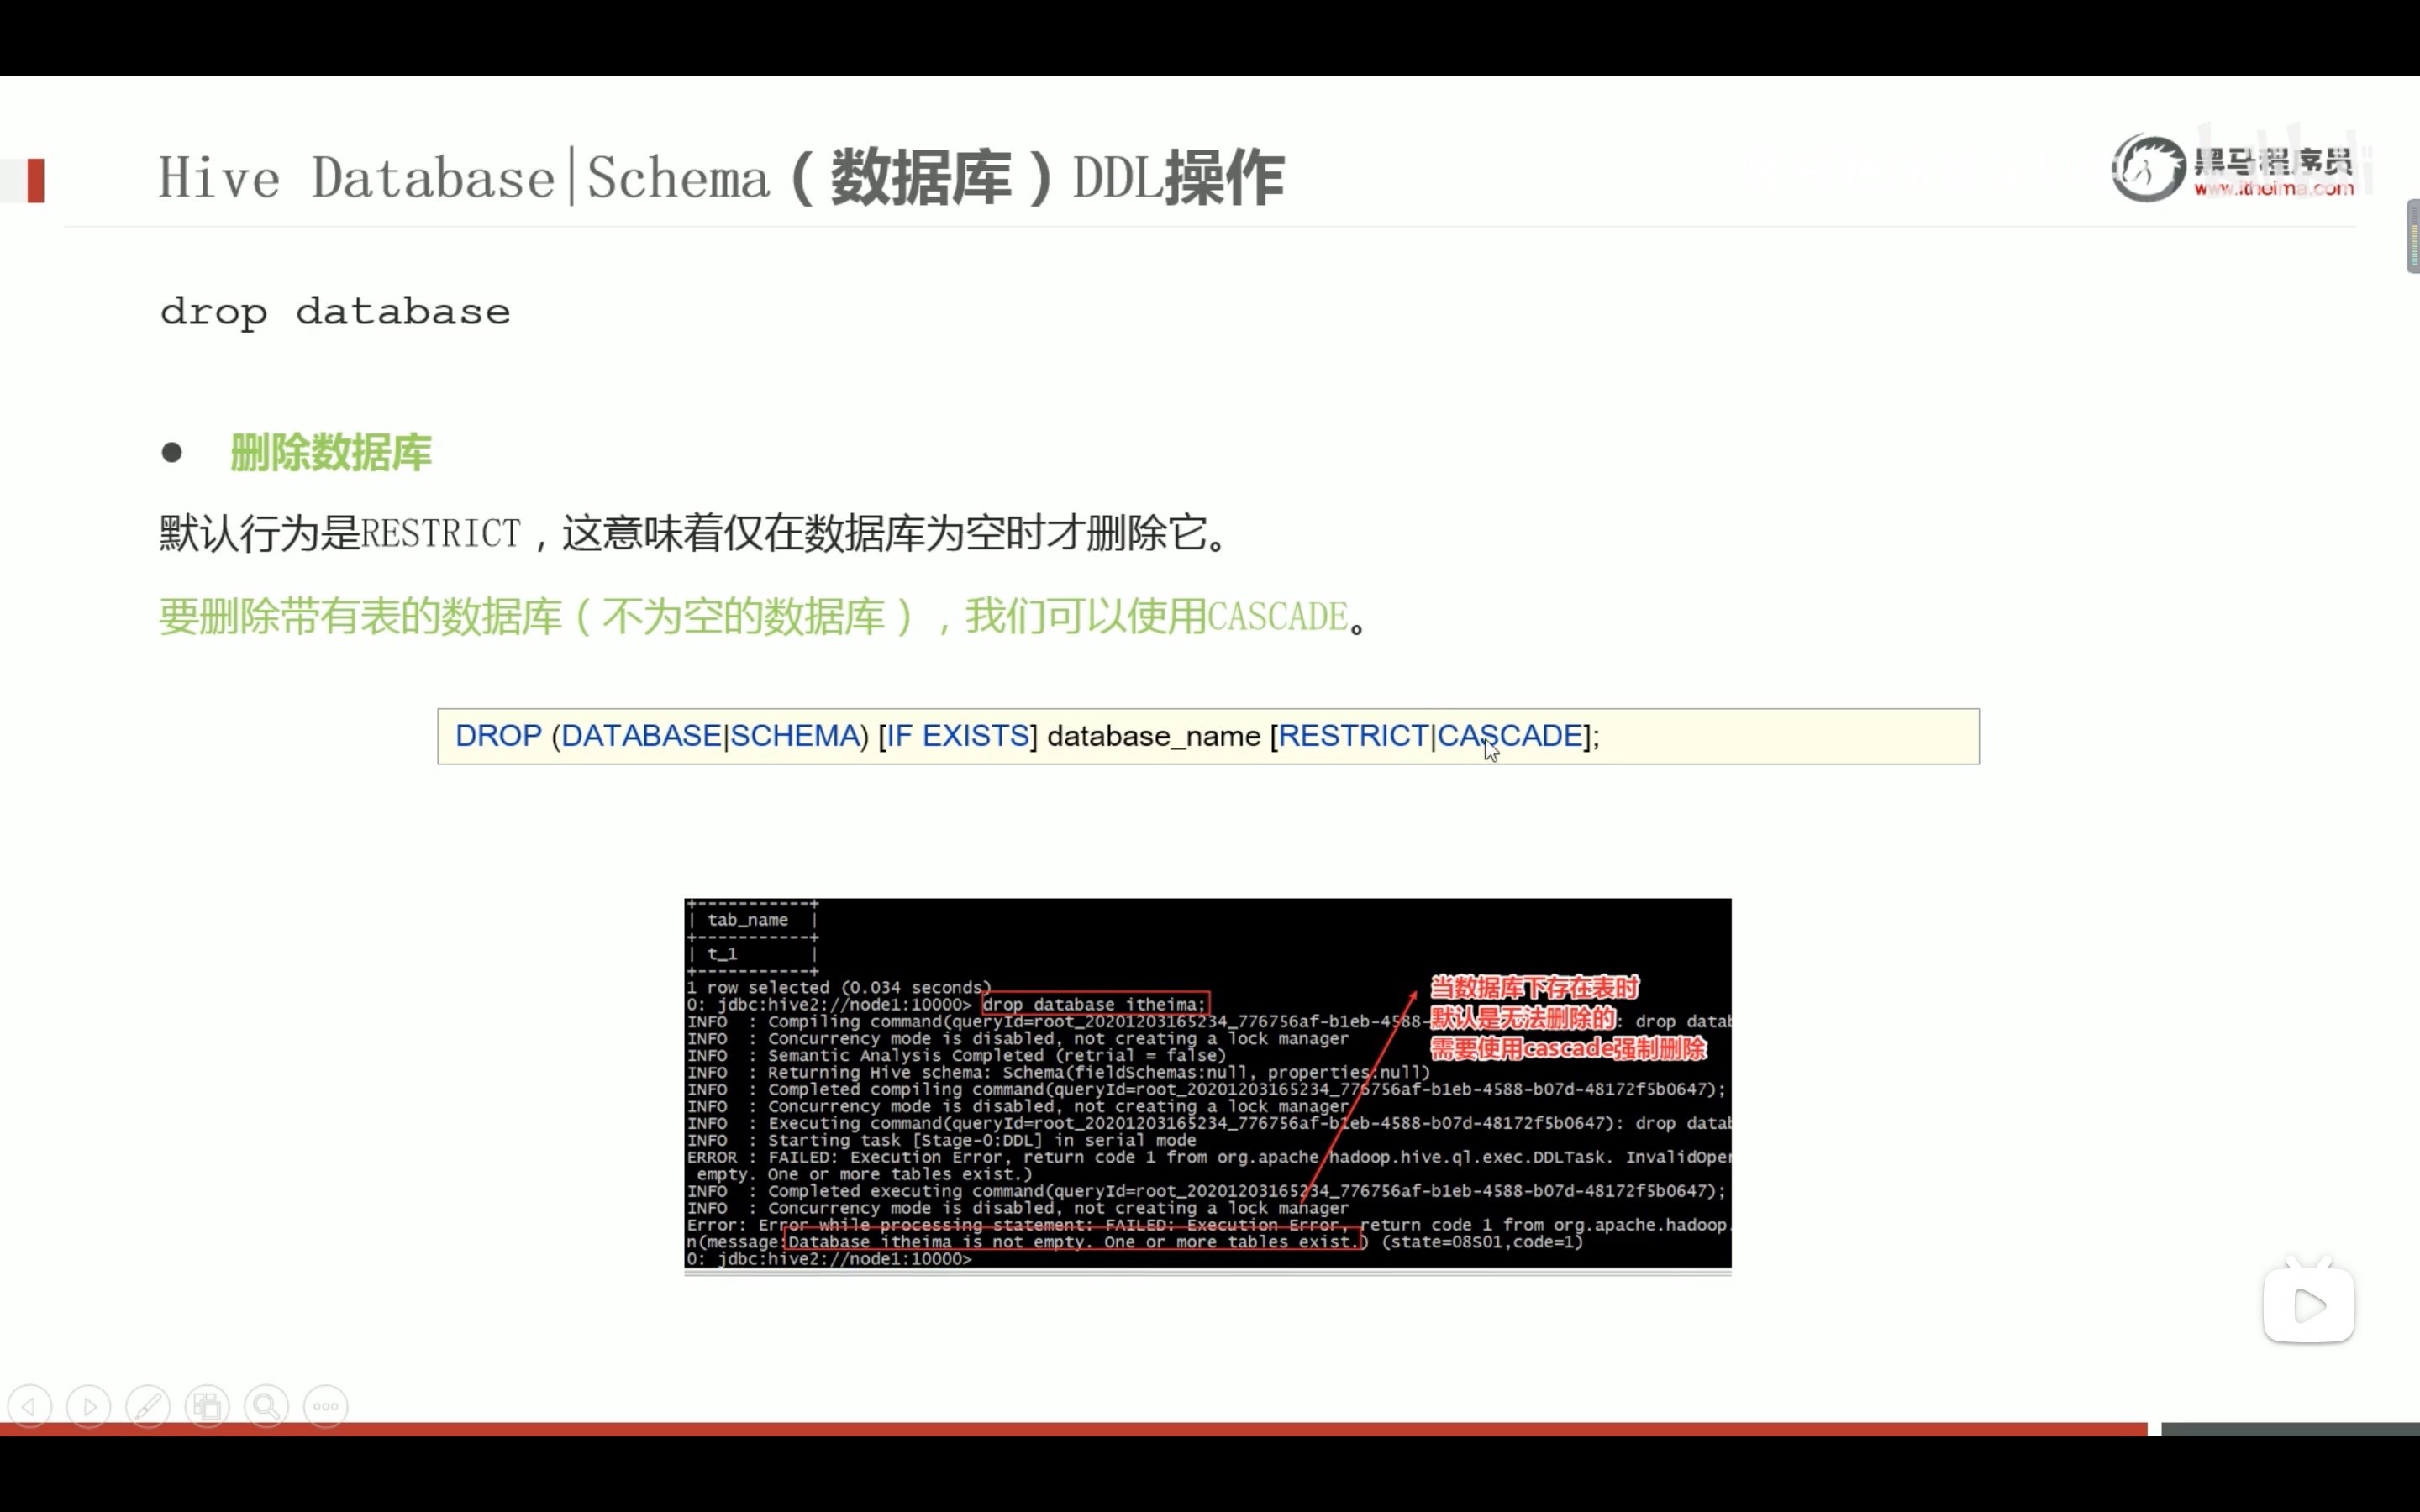 Hive Database|Schema（数据库）DDL操作
黑马程序员
www.itheima.com
drop database
● 删除数据库
默认行为是RESTRICT，这意味着仅在数据库为空时才删除它。
要删除带有表的数据库（不为空的数据库），我们可以使用CASCADE。
DROP (DATABASE|SCHEMA) [IF EXISTS] database_name [RESTRICT|CASCADE];
+-----------+
| tab_name |
+-----------+
| t_1 |
+-----------+
1 row selected (0.034 seconds)
0: jdbc:hive2://node1:10000> drop database itheima;
INFO : Compiling command(queryId=root_20201203165234_776756af-b1eb-4588- : drop datab
INFO : Concurrency mode is disabled, not creating a lock manager
INFO : Semantic Analysis Completed (retrial = false)
INFO : Returning Hive schema: Schema(fieldSchemas:null, properties:null)
INFO : Completed compiling command(queryId=root_20201203165234_776756af-b1eb-4588-b07d-48172f5b0647);
INFO : Concurrency mode is disabled, not creating a lock manager
INFO : Executing command(queryId=root_20201203165234_776756af-b1eb-4588-b07d-48172f5b0647): drop datab
INFO : Starting task [Stage-0:DDL] in serial mode
ERROR : FAILED: Execution Error, return code 1 from org.apache.hadoop.hive.ql.exec.DDLTask. InvalidOper
empty. One or more tables exist.)
INFO : Completed executing command(queryId=root_20201203165234_776756af-b1eb-4588-b07d-48172f5b0647);
INFO : Concurrency mode is disabled, not creating a lock manager
Error: Error while processing statement: FAILED: Execution Error, return code 1 from org.apache.hadoop.
n(message:Database itheima is not empty. One or more tables exist.) (state=08S01,code=1)
0: jdbc:hive2://node1:10000>
当数据库下存在表时
默认是无法删除的
需要使用cascade强制删除